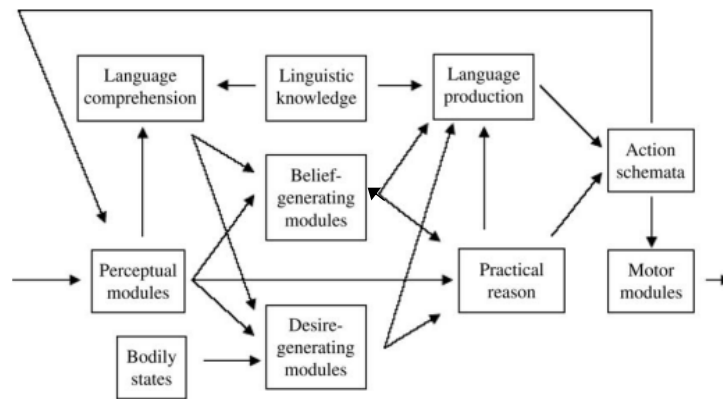 Language
comprehension
Linguistic
knowledge
Language
production
Action
schemata
Belief-
generating
modules
Perceptual
modules
Practical
reason
Motor
modules
Desire-
generating
modules
Bodily
states